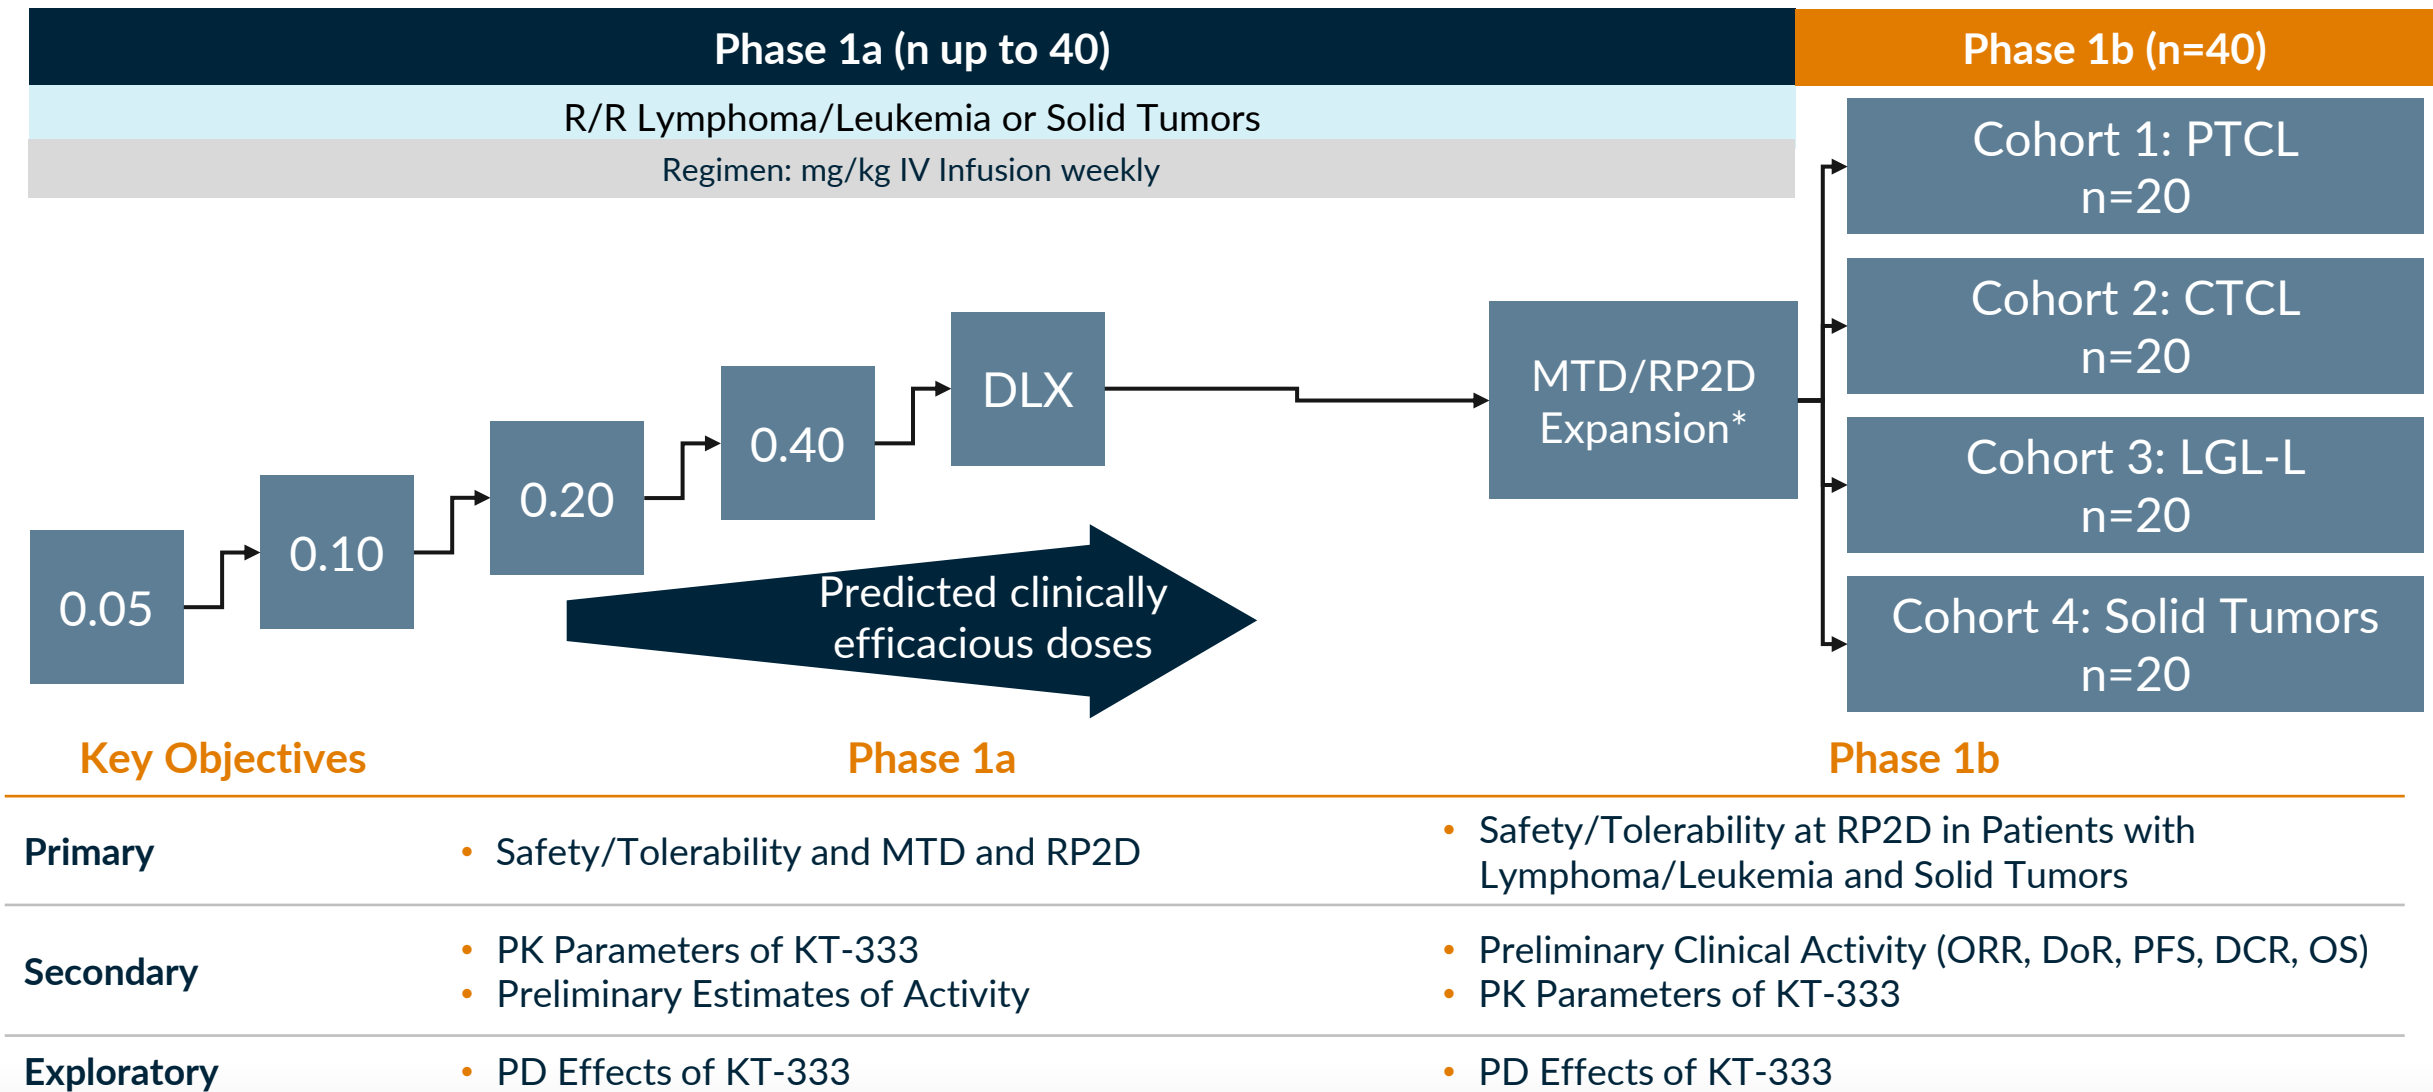 Phase 1a (n up to 40)
Phase 1b (n=40)
R/R Lymphoma/Leukemia or Solid Tumors
Regimen: mg/kg IV Infusion weekly
0.05
0.10
0.20
0.40
DLX
MTD/RP2D
Expansion*
Cohort 1: PTCL
n=20
Cohort 2: CTCL
n=20
Cohort 3: LGL-L
n=20
Cohort 4: Solid Tumors
n=20
Predicted clinically
efficacious doses
Key Objectives
Phase 1a
Phase 1b
Primary
• Safety/Tolerability and MTD and RP2D
• Safety/Tolerability at RP2D in Patients with
Lymphoma/Leukemia and Solid Tumors
Secondary
• PK Parameters of KT-333
• Preliminary Estimates of Activity
• Preliminary Clinical Activity (ORR, DoR, PFS, DCR, OS)
• PK Parameters of KT-333
Exploratory
• PD Effects of KT-333
• PD Effects of KT-333